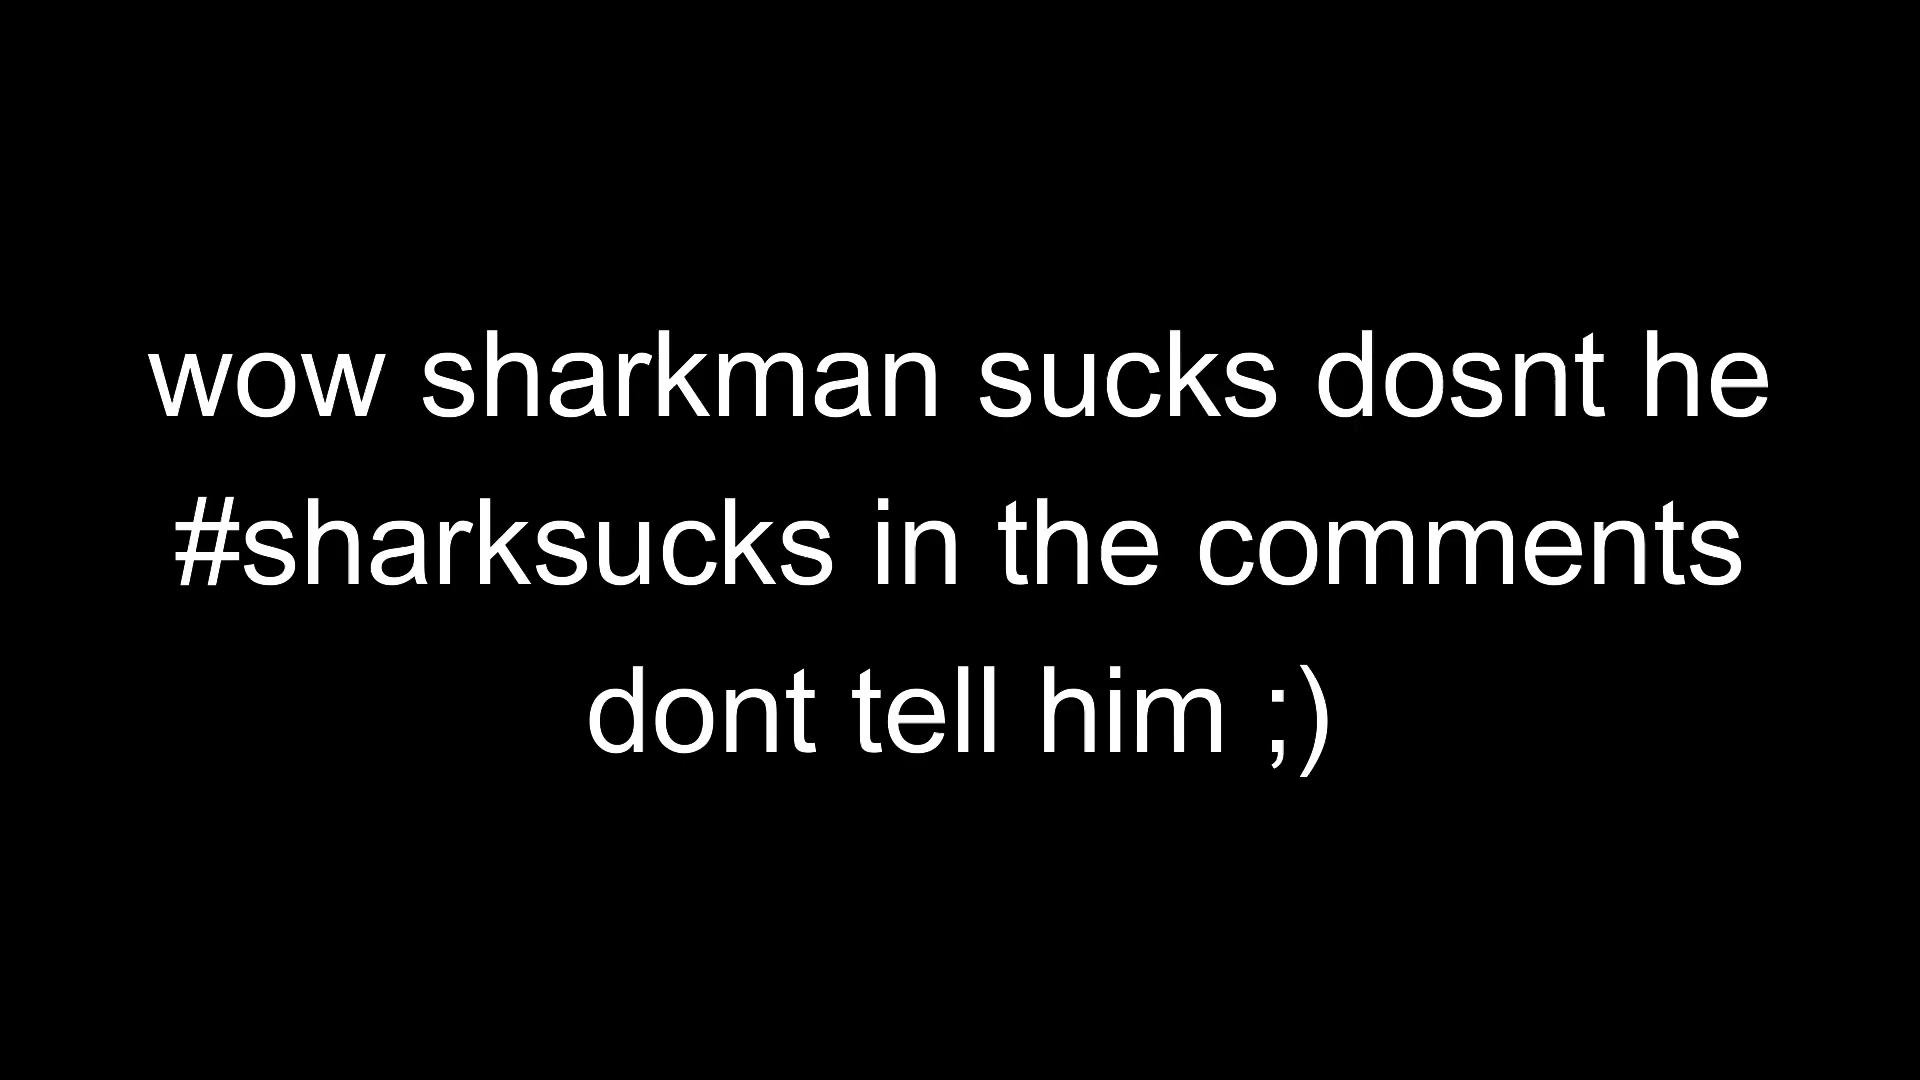 wow sharkman sucks dosnt he
#sharksucks in the comments
dont tell him ;)